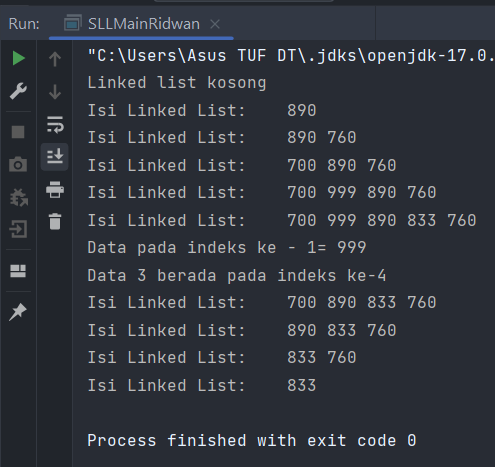 Run: SLLMainRidwan
"C:\Users\Asus TUF DT\.jdks\openjdk-17.0.
Linked list kosong
Isi Linked List: 890
Isi Linked List: 890 760
Isi Linked List: 700 890 760
Isi Linked List: 700 999 890 760
Isi Linked List: 700 999 890 833 760
Data pada indeks ke - 1= 999
Data 3 berada pada indeks ke-4
Isi Linked List: 700 890 833 760
Isi Linked List: 890 833 760
Isi Linked List: 833 760
Isi Linked List: 833
Process finished with exit code 0